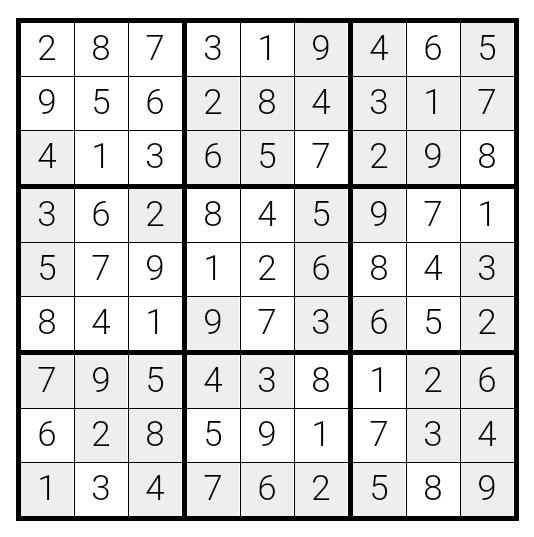 2 8 7 3 1 9 4 6 5
9 5 6 2 8 4 3 1 7
4 1 3 6 5 7 2 9 8
3 6 2 8 4 5 9 7 1
5 7 9 1 2 6 8 4 3
8 4 1 9 7 3 6 5 2
7 9 5 4 3 8 1 2 6
6 2 8 5 9 1 7 3 4
1 3 4 7 6 2 5 8 9